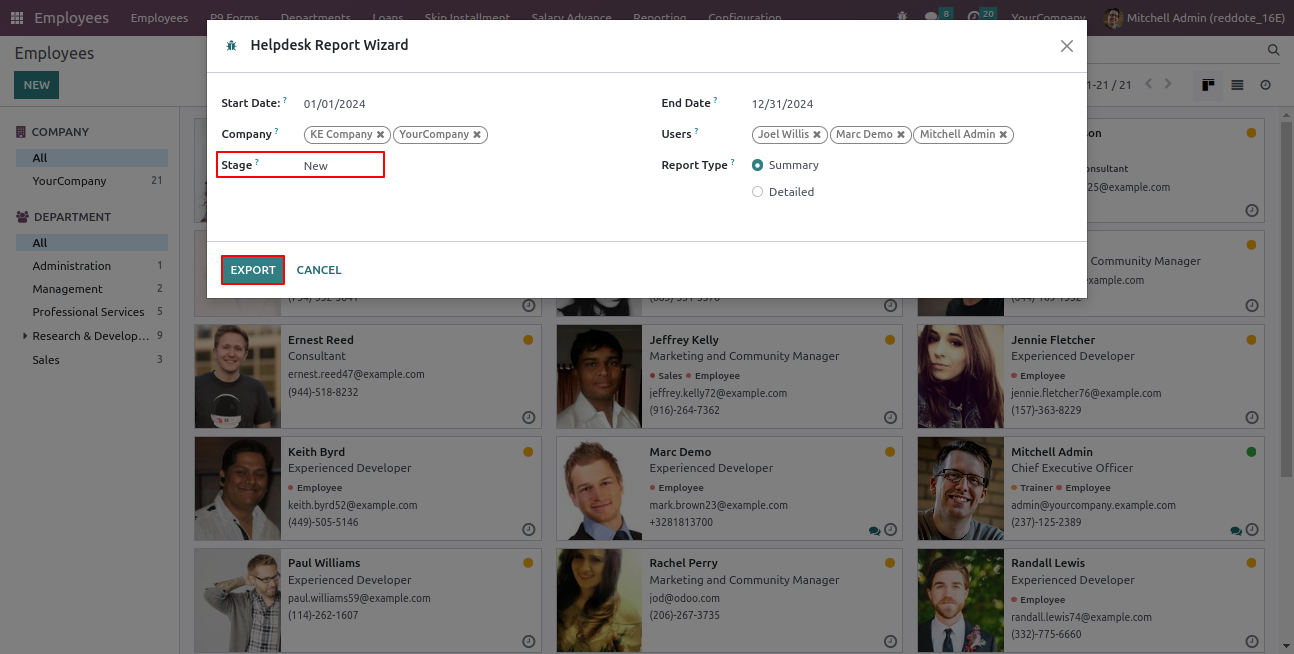 Employees Employees P9 Forms Departments Loans Skip Installment Salary Advance Reporting Configuration 8 20 YourCompany Mitchell Admin (reddote_16E)
Employees
NEW
1-21 / 21
Helpdesk Report Wizard
Start Date: ? 01/01/2024 End Date ? 12/31/2024
Company ? KE Company × YourCompany × Users ? Joel Willis × Marc Demo × Mitchell Admin ×
Stage ? New Report Type ? Summary
Detailed
EXPORT CANCEL
COMPANY
All
YourCompany 21
DEPARTMENT
All
Administration 1
Management 2
Professional Services 5
Research & Develop... 9
Sales 3
25@example.com
Community Manager
Ernest Reed
Consultant
ernest.reed47@example.com
(944)-518-8232
Jeffrey Kelly
Marketing and Community Manager
Sales Employee
jeffrey.kelly72@example.com
(916)-264-7362
Jennie Fletcher
Experienced Developer
Employee
jennie.fletcher76@example.com
(157)-363-8229
Keith Byrd
Experienced Developer
Employee
keith.byrd52@example.com
(449)-505-5146
Marc Demo
Experienced Developer
Employee
mark.brown23@example.com
+3281813700
Mitchell Admin
Chief Executive Officer
Trainer Employee
admin@yourcompany.example.com
(237)-125-2389
Paul Williams
Experienced Developer
paul.williams59@example.com
(114)-262-1607
Rachel Perry
Marketing and Community Manager
jod@odoo.com
(206)-267-3735
Randall Lewis
Experienced Developer
Employee
randall.lewis74@example.com
(332)-775-6660